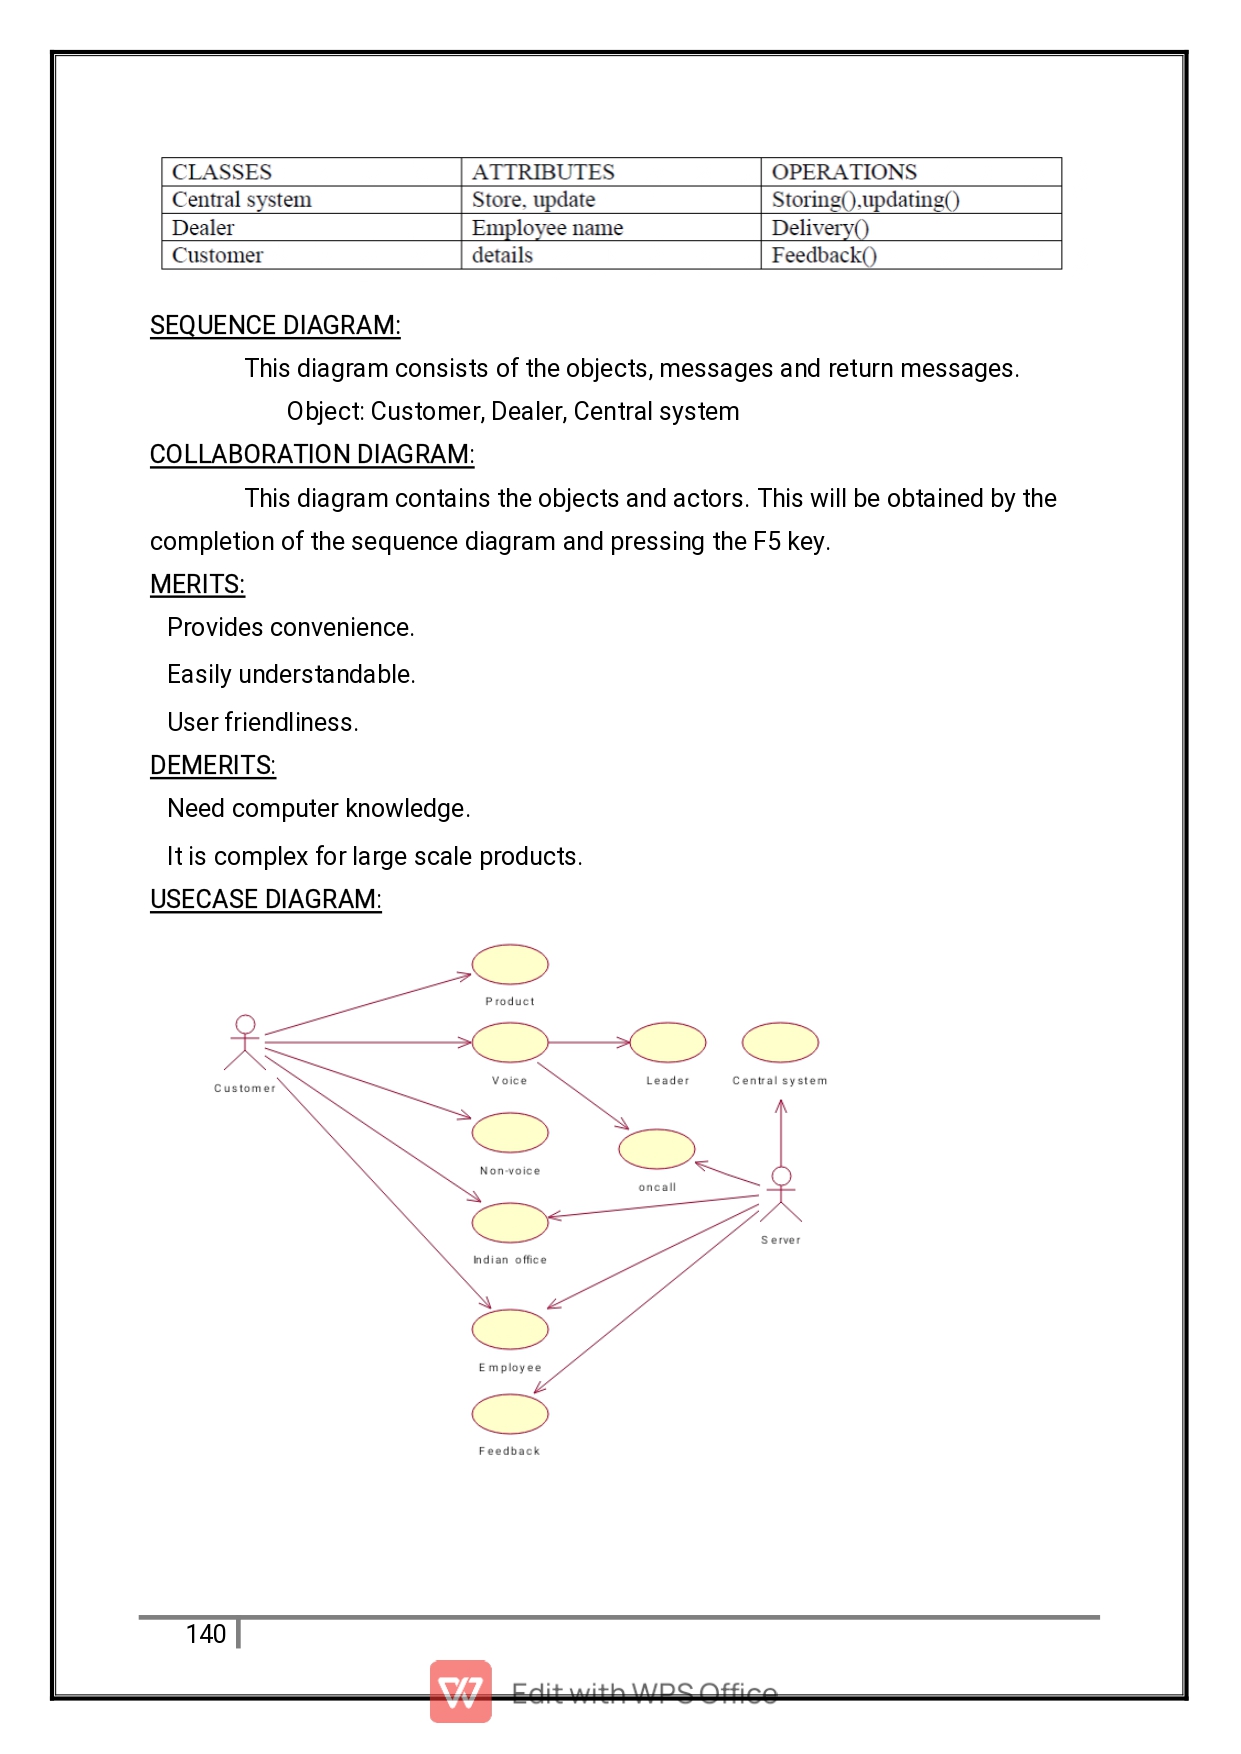 CLASSES ATTRIBUTES OPERATIONS
Central system Store, update Storing(),updating()
Dealer Employee name Delivery()
Customer details Feedback()
SEQUENCE DIAGRAM:
This diagram consists of the objects, messages and return messages.
Object: Customer, Dealer, Central system
COLLABORATION DIAGRAM:
This diagram contains the objects and actors. This will be obtained by the
completion of the sequence diagram and pressing the F5 key.
MERITS:
Provides convenience.
Easily understandable.
User friendliness.
DEMERITS:
Need computer knowledge.
It is complex for large scale products.
USECASE DIAGRAM:
Product
Voice
Leader
Central system
Customer
Non-voice
oncall
Server
Indian office
Employee
Feedback
140
Edit with WPS Office